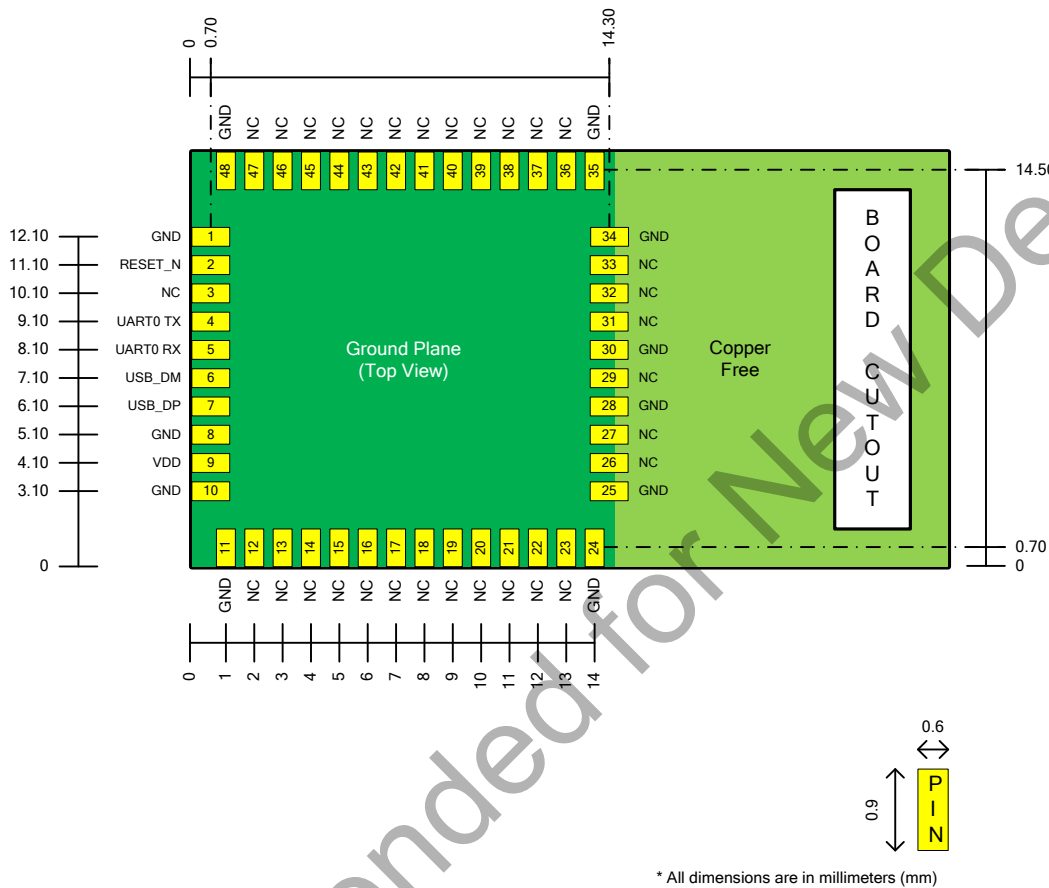 0
0.70
14.30
GND
NC
NC
NC
NC
NC
NC
NC
NC
NC
NC
NC
NC
GND
48
47
46
45
44
43
42
41
40
39
38
37
36
35
14.50
12.10
GND
1
34
GND
11.10
RESET_N
2
33
NC
10.10
NC
3
32
NC
9.10
UART0 TX
4
31
NC
8.10
UART0 RX
5
30
GND
7.10
USB_DM
6
29
NC
6.10
USB_DP
7
28
GND
5.10
GND
8
27
NC
4.10
VDD
9
26
NC
3.10
GND
10
25
GND
Ground Plane
(Top View)
Copper
Free
BOARD CUTOUT
11
12
13
14
15
16
17
18
19
20
21
22
23
24
0
0.70
0
GND
NC
NC
NC
NC
NC
NC
NC
NC
NC
NC
NC
NC
GND
0
1
2
3
4
5
6
7
8
9
10
11
12
13
14
0.6
0.9
PIN
* All dimensions are in millimeters (mm)
for New